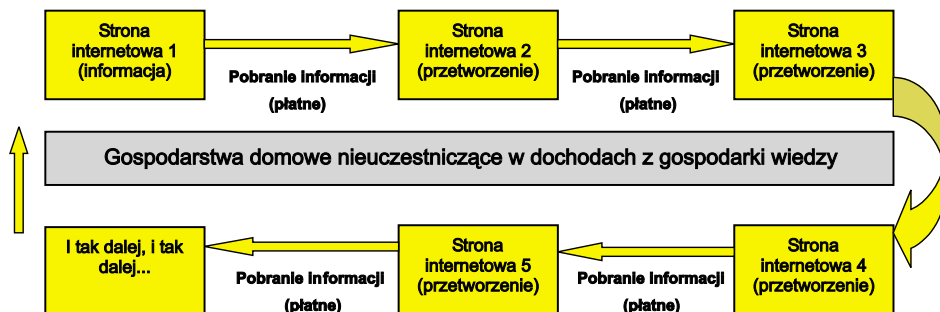 Strona
internetowa 1
(informacja)
Pobranie informacji
(płatne)
Strona
internetowa 2
(przetworzenie)
Pobranie informacji
(płatne)
Strona
internetowa 3
(przetworzenie)
Gospodarstwa domowe nieuczestniczące w dochodach z gospodarki wiedzy
Strona
internetowa 4
(przetworzenie)
Pobranie informacji
(płatne)
Strona
internetowa 5
(przetworzenie)
Pobranie informacji
(płatne)
I tak dalej, i tak
dalej...